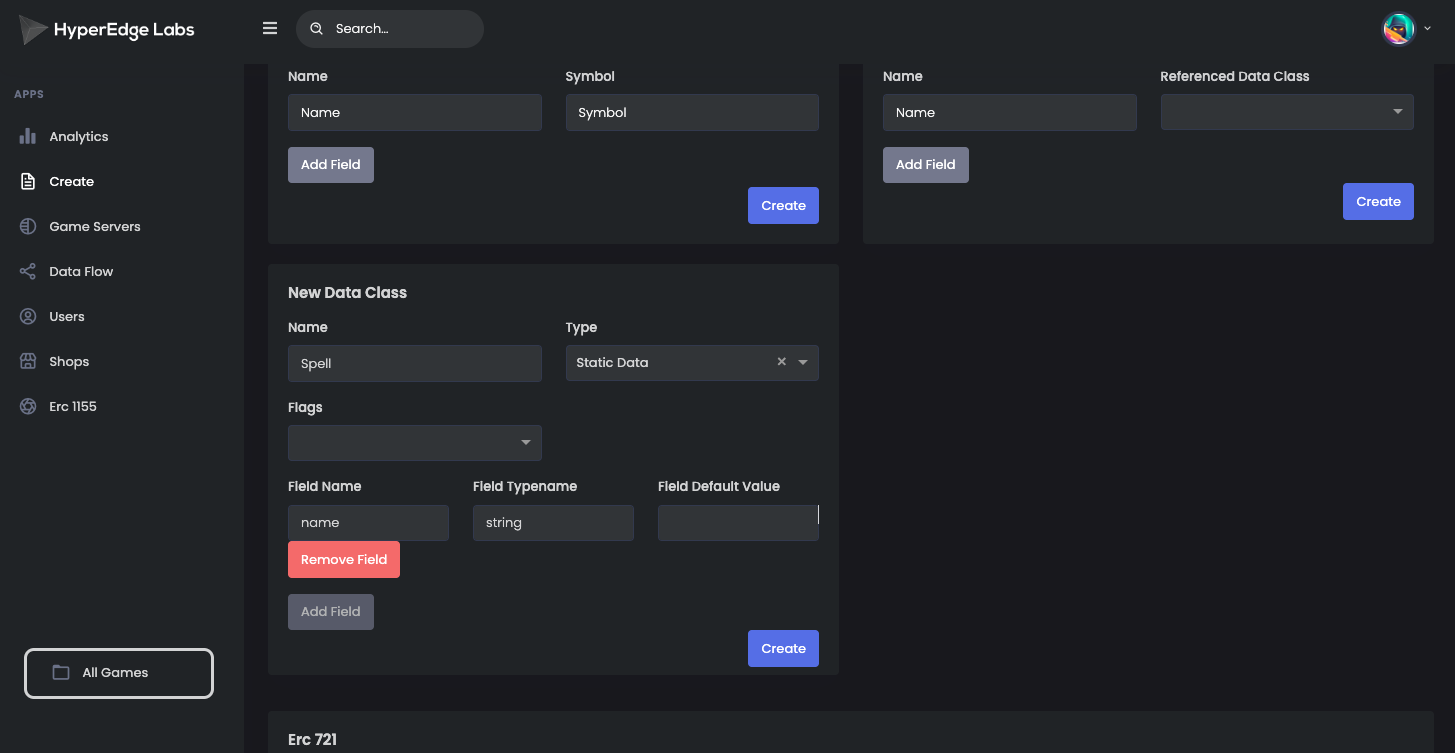 HyperEdge Labs
Search...
APPS
Analytics
Create
Game Servers
Data Flow
Users
Shops
Erc 1155
All Games
Name Symbol
Name Symbol
Add Field
Create
Name Referenced Data Class
Name
Add Field
Create
New Data Class
Name Type
Spell Static Data ×
Flags
Field Name Field Typename Field Default Value
name string
Remove Field
Add Field
Create
Erc 721